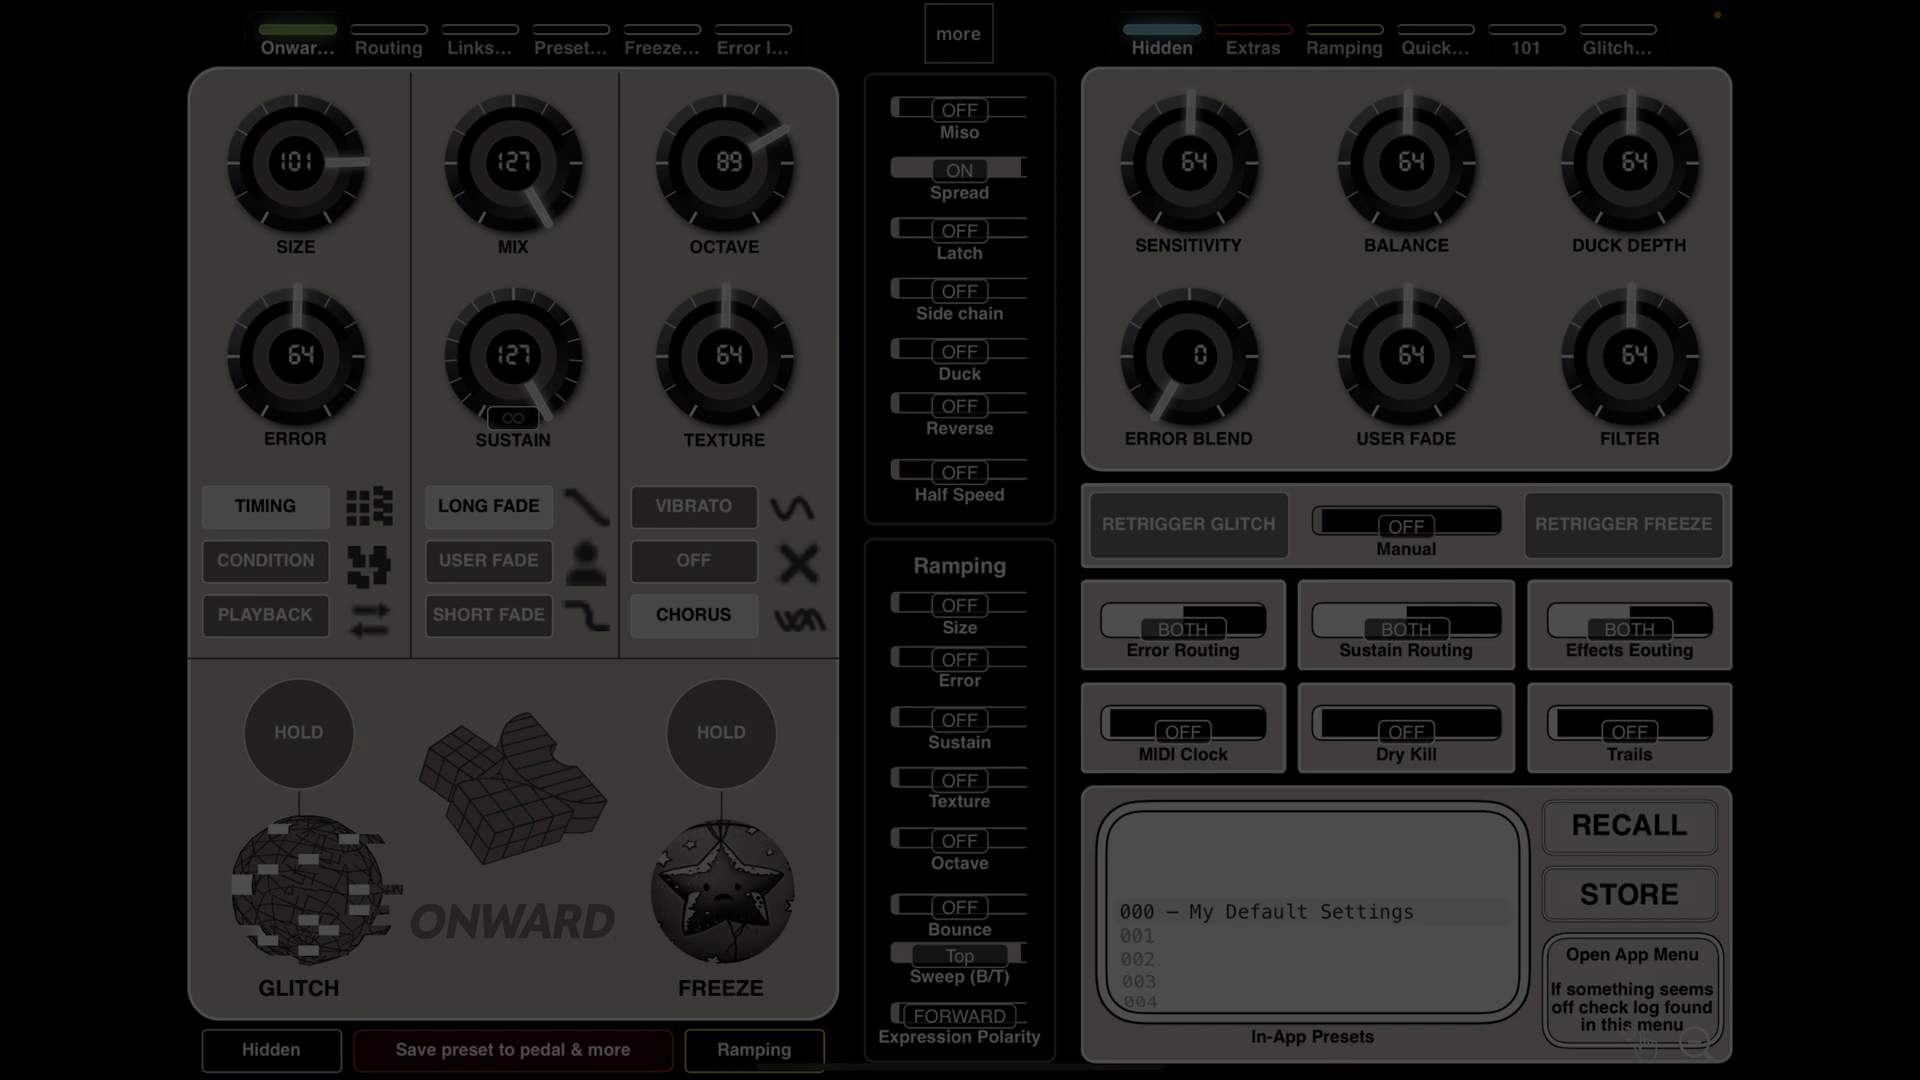 Onwar...
Routing
Links...
Preset...
Freeze...
Error I...
more
Hidden
Extras
Ramping
Quick...
101
Glitch...
101
SIZE
127
MIX
89
OCTAVE
64
ERROR
127
∞
SUSTAIN
64
TEXTURE
TIMING
LONG FADE
VIBRATO
CONDITION
USER FADE
OFF
PLAYBACK
SHORT FADE
CHORUS
HOLD
HOLD
ONWARD
GLITCH
FREEZE
Hidden
Save preset to pedal & more
Ramping
OFF
Miso
ON
Spread
OFF
Latch
OFF
Side chain
OFF
Duck
OFF
Reverse
OFF
Half Speed
Ramping
OFF
Size
OFF
Error
OFF
Sustain
OFF
Texture
OFF
Octave
OFF
Bounce
Top
Sweep (B/T)
FORWARD
Expression Polarity
64
SENSITIVITY
64
BALANCE
64
DUCK DEPTH
0
ERROR BLEND
64
USER FADE
64
FILTER
RETRIGGER GLITCH
OFF
Manual
RETRIGGER FREEZE
BOTH
Error Routing
BOTH
Sustain Routing
BOTH
Effects Eouting
OFF
MIDI Clock
OFF
Dry Kill
OFF
Trails
000 – My Default Settings
001
002
003
004
In-App Presets
RECALL
STORE
Open App Menu
If something seems
off check log found
in this menu